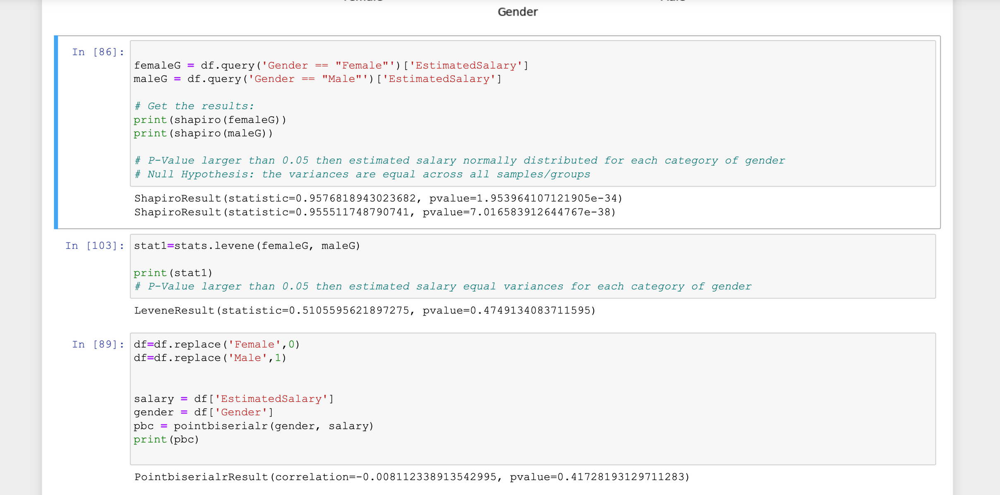 Gender
In [86]:
femaleG = df.query('Gender == "Female"')['EstimatedSalary']
maleG = df.query('Gender == "Male"')['EstimatedSalary']
# Get the results:
print(shapiro(femaleG))
print(shapiro(maleG))
# P-Value larger than 0.05 then estimated salary normally distributed for each category of gender
# Null Hypothesis: the variances are equal across all samples/groups
ShapiroResult(statistic=0.9576818943023682, pvalue=1.953964107121905e-34)
ShapiroResult(statistic=0.955511748790741, pvalue=7.016583912644767e-38)
In [103]: stat1=stats.levene(femaleG, maleG)
print(stat1)
# P-Value larger than 0.05 then estimated salary equal variances for each category of gender
LeveneResult(statistic=0.5105595621897275, pvalue=0.4749134083711595)
In [89]: df=df.replace('Female',0)
df=df.replace('Male',1)
salary = df['EstimatedSalary']
gender = df['Gender']
pbc = pointbiserialr(gender, salary)
print(pbc)
PointbiserialrResult(correlation=-0.008112338913542995, pvalue=0.41728193129711283)